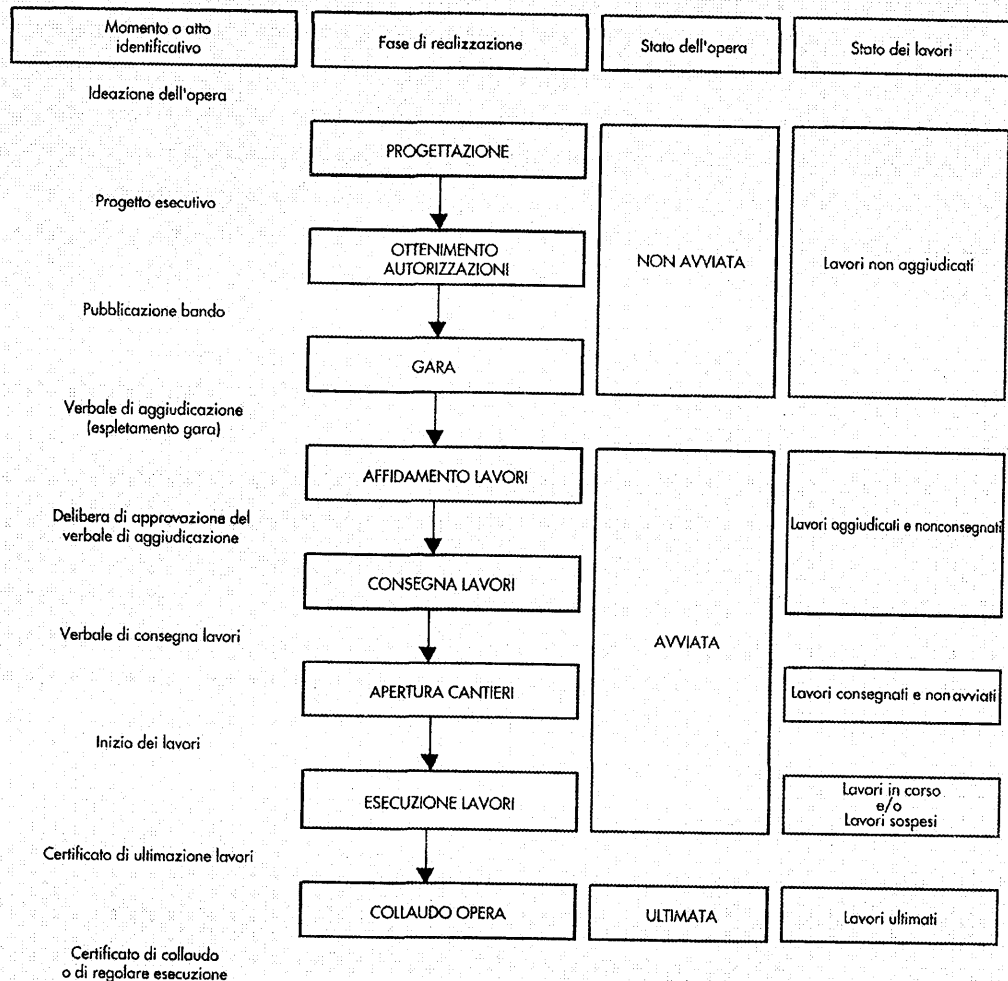 Momento o atto
identificativo
Fase di realizzazione
Stato dell'opera
Stato dei lavori
Ideazione dell'opera
PROGETTAZIONE
Progetto esecutivo
OTTENIMENTO
AUTORIZZAZIONI
NON AVVIATA
Lavori non aggiudicati
Pubblicazione bando
GARA
Verbale di aggiudicazione
(espletamento gara)
AFFIDAMENTO LAVORI
Delibera di approvazione del
verbale di aggiudicazione
Lavori aggiudicati e nonconsegnati
CONSEGNA LAVORI
Verbale di consegna lavori
AVVIATA
APERTURA CANTIERI
Lavori consegnati e non avviati
Inizio dei lavori
ESECUZIONE LAVORI
Lavori in corso
e/o
Lavori sospesi
Certificato di ultimazione lavori
COLLAUDO OPERA
ULTIMATA
Lavori ultimati
Certificato di collaudo
o di regolare esecuzione